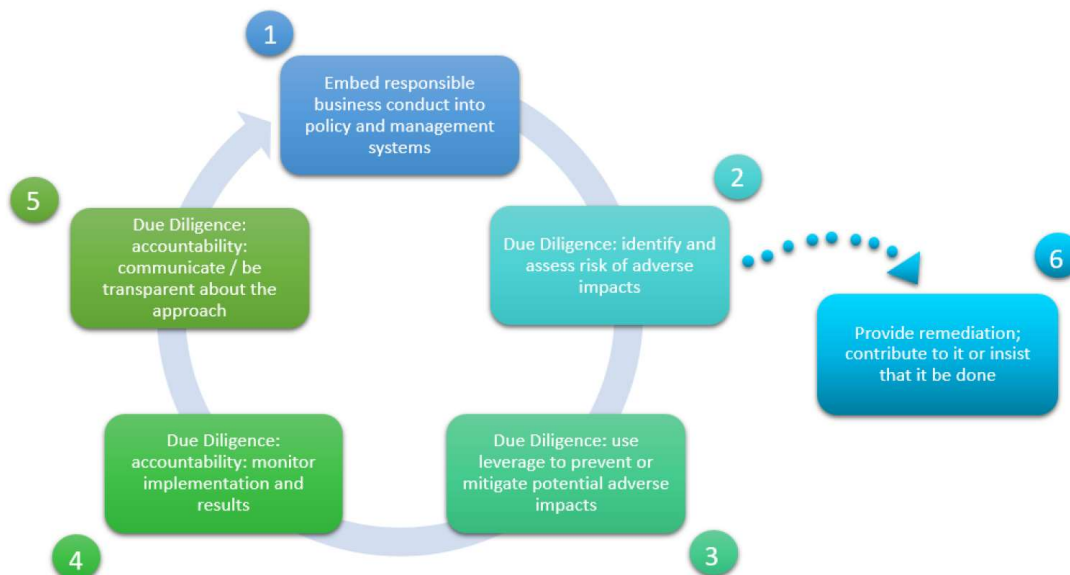 1
Embed responsible
business conduct into
policy and management
systems
2
Due Diligence: identify and
assess risk of adverse
impacts
6
Provide remediation;
contribute to it or insist
that it be done
3
Due Diligence: use
leverage to prevent or
mitigate potential adverse
impacts
4
Due Diligence:
accountability: monitor
implementation and
results
5
Due Diligence:
accountability:
communicate / be
transparent about the
approach